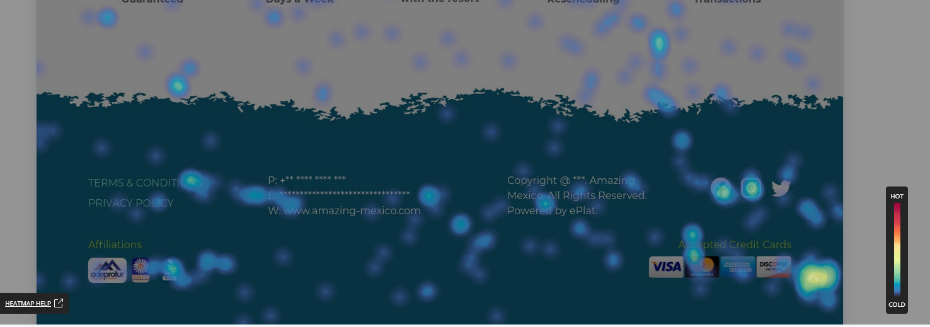 Guaranteed
Days a Week
with the resort
Rescheduling
Transactions
TERMS & CONDITI
PRIVACY POLICY
P: +** **** **** ***
W: www.amazing-mexico.com
Copyright @ ***. Amazing
Mexico. All Rights Reserved.
Powered by ePlat.
Affiliations
adeprotur
Accepted Credit Cards
VISA
DISCOVER
HOT
COLD
HEATMAP HELP